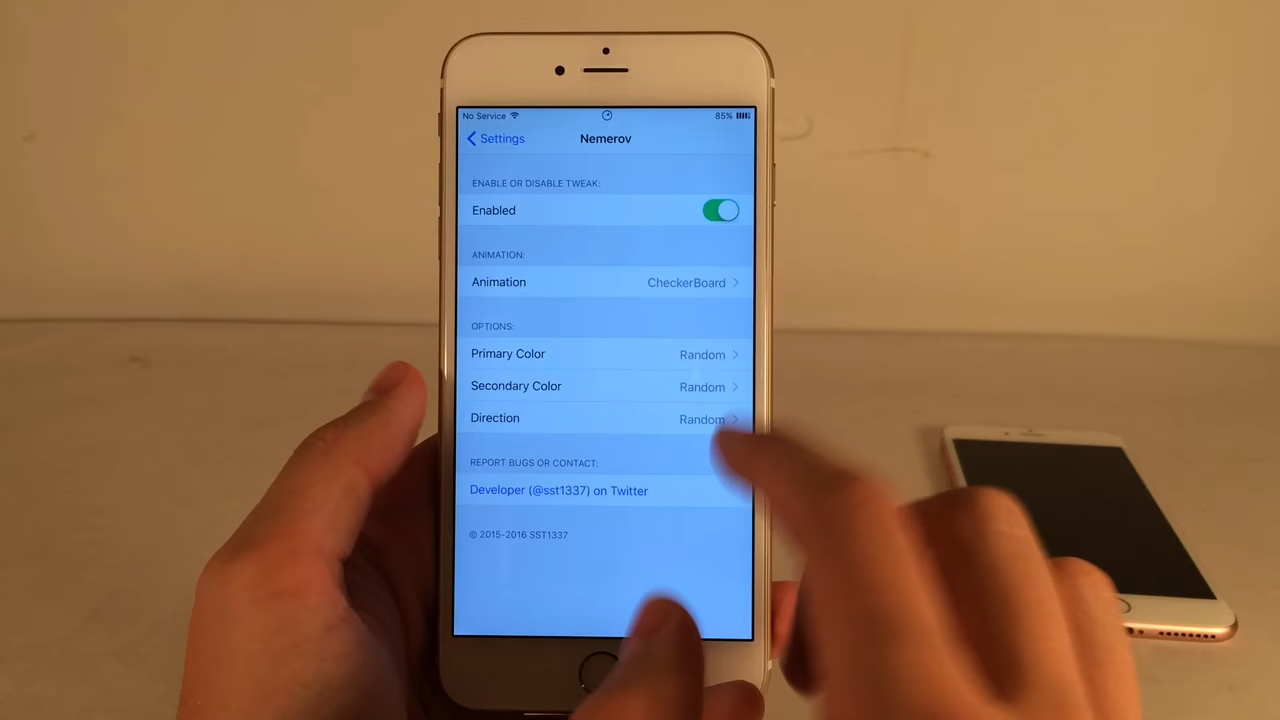 No Service 85%
Settings Nemerov
ENABLE OR DISABLE TWEAK:
Enabled
ANIMATION:
Animation CheckerBoard
OPTIONS:
Primary Color Random
Secondary Color Random
Direction Random
REPORT BUGS OR CONTACT:
Developer (@sst1337) on Twitter
© 2015-2016 SST1337